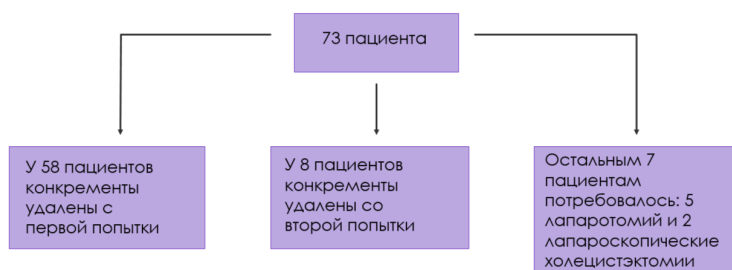 73 пациента
У 58 пациентов
конкременты
удалены с
первой попытки
У 8 пациентов
конкременты
удалены со
второй попытки
Остальным 7
пациентам
потребовалось: 5
лапаротомий и 2
лапароскопические
холецистэктомии